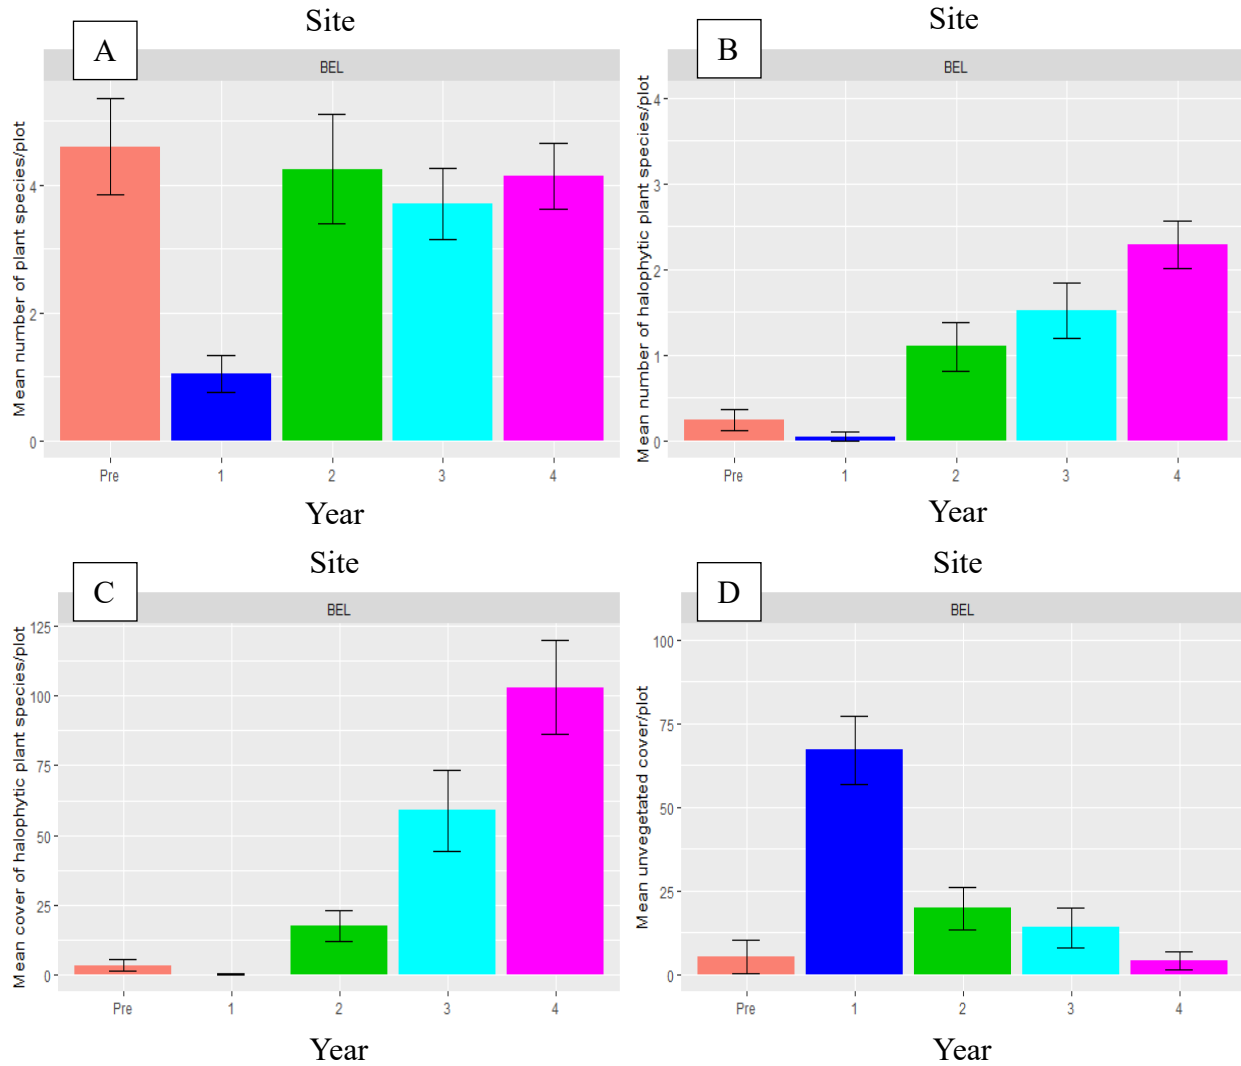 Site
A
BEL
Mean number of plant species/plot
4
2
0
Pre 1 2 3 4
Year
Site
B
BEL
Mean number of halophytic plant species/plot
4
3
2
1
0
Pre 1 2 3 4
Year
Site
C
BEL
Mean cover of halophytic plant species/plot
125
100
75
50
25
0
Pre 1 2 3 4
Year
Site
D
BEL
Mean unvegetated cover/plot
100
75
50
25
0
Pre 1 2 3 4
Year